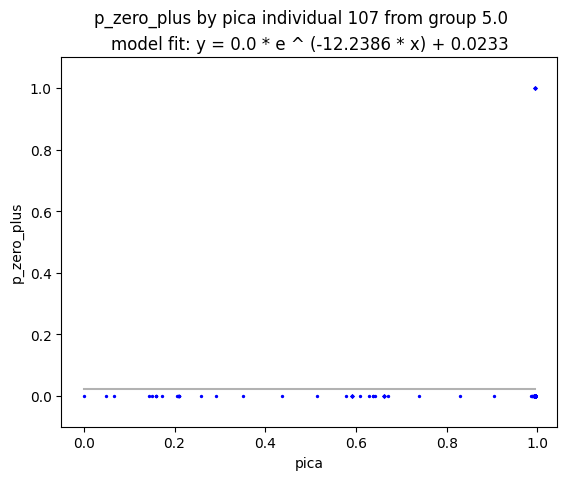 p_zero_plus by pica individual 107 from group 5.0
model fit: y = 0.0 * e ^ (-12.2386 * x) + 0.0233
1.0
0.8
0.6
0.4
0.2
0.0
p_zero_plus
0.0 0.2 0.4 0.6 0.8 1.0
pica